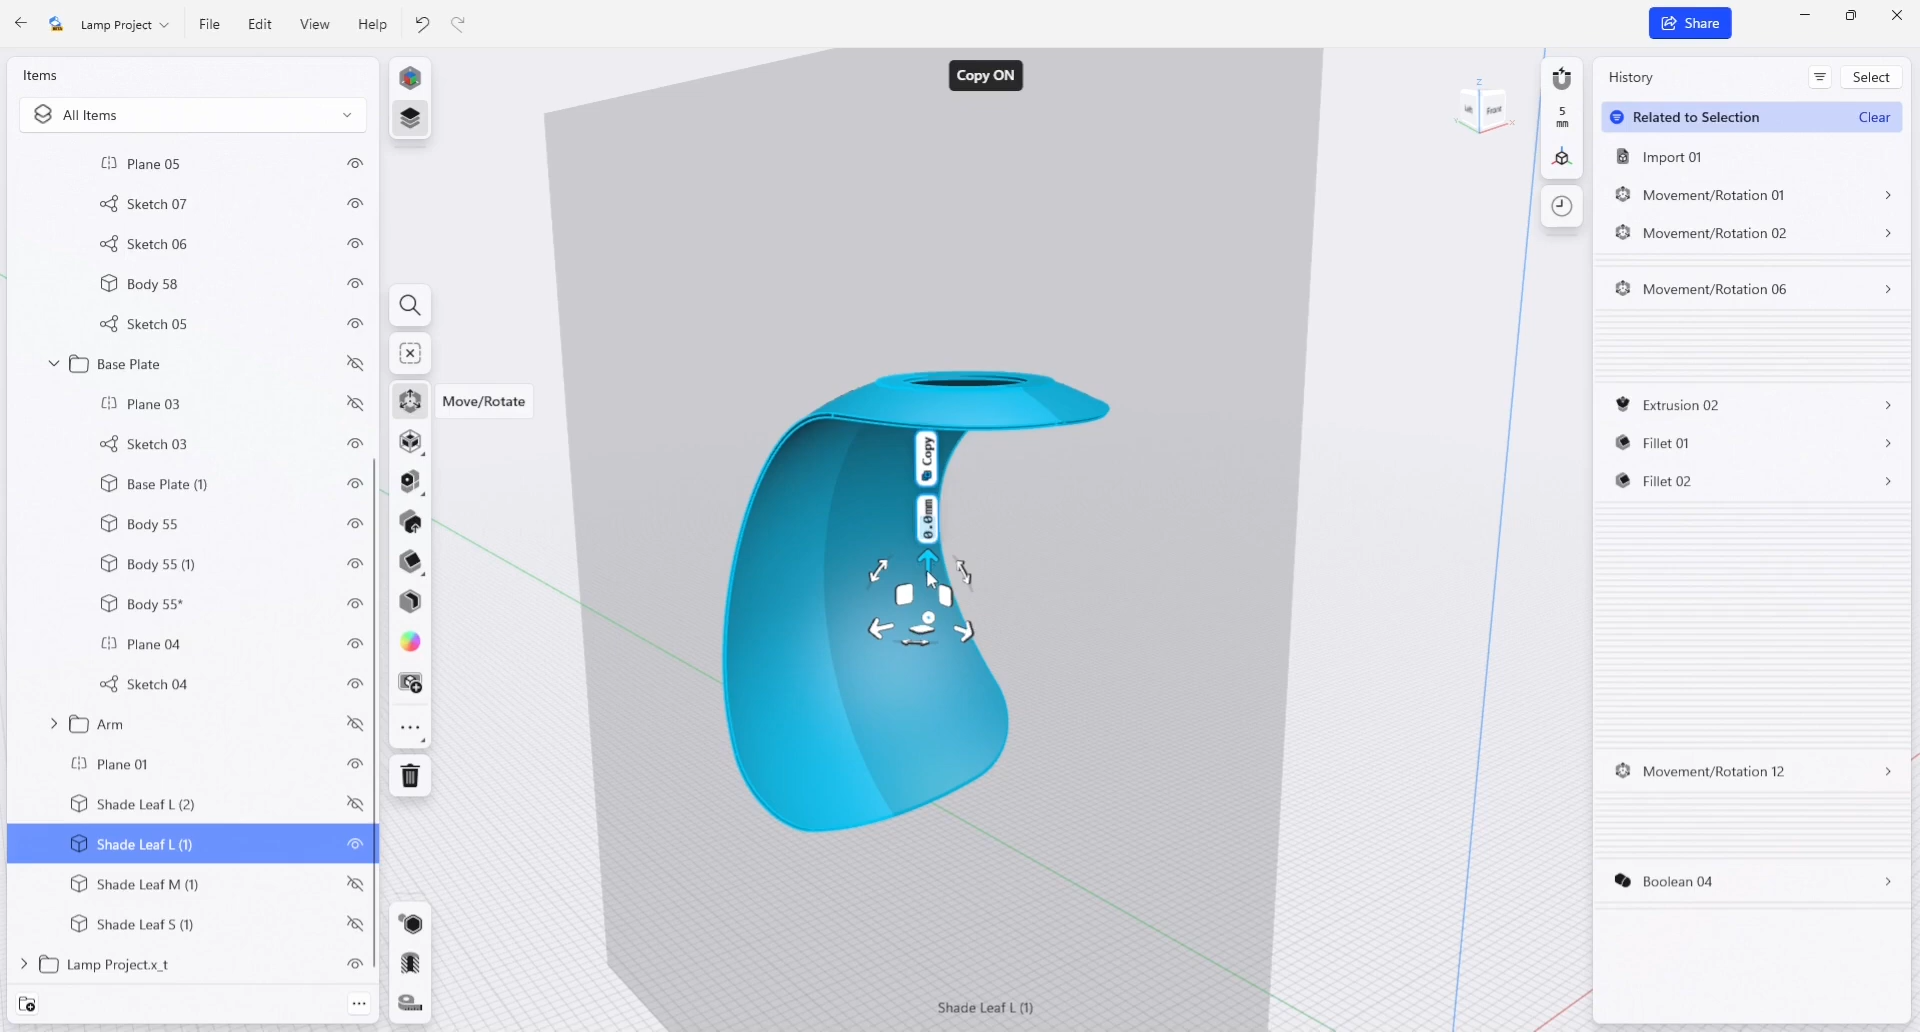 Lamp Project
File
Edit
View
Help
Share
Items
All Items
Plane 05
Sketch 07
Sketch 06
Body 58
Sketch 05
Base Plate
Plane 03
Sketch 03
Base Plate (1)
Body 55
Body 55 (1)
Body 55*
Plane 04
Sketch 04
Arm
Plane 01
Shade Leaf L (2)
Shade Leaf L (1)
Shade Leaf M (1)
Shade Leaf S (1)
Lamp Project.x_t
Move/Rotate
Copy ON
Copy
0.0mm
Shade Leaf L (1)
Z
Front
X
5
mm
History
Select
Related to Selection
Clear
Import 01
Movement/Rotation 01
Movement/Rotation 02
Movement/Rotation 06
Extrusion 02
Fillet 01
Fillet 02
Movement/Rotation 12
Boolean 04